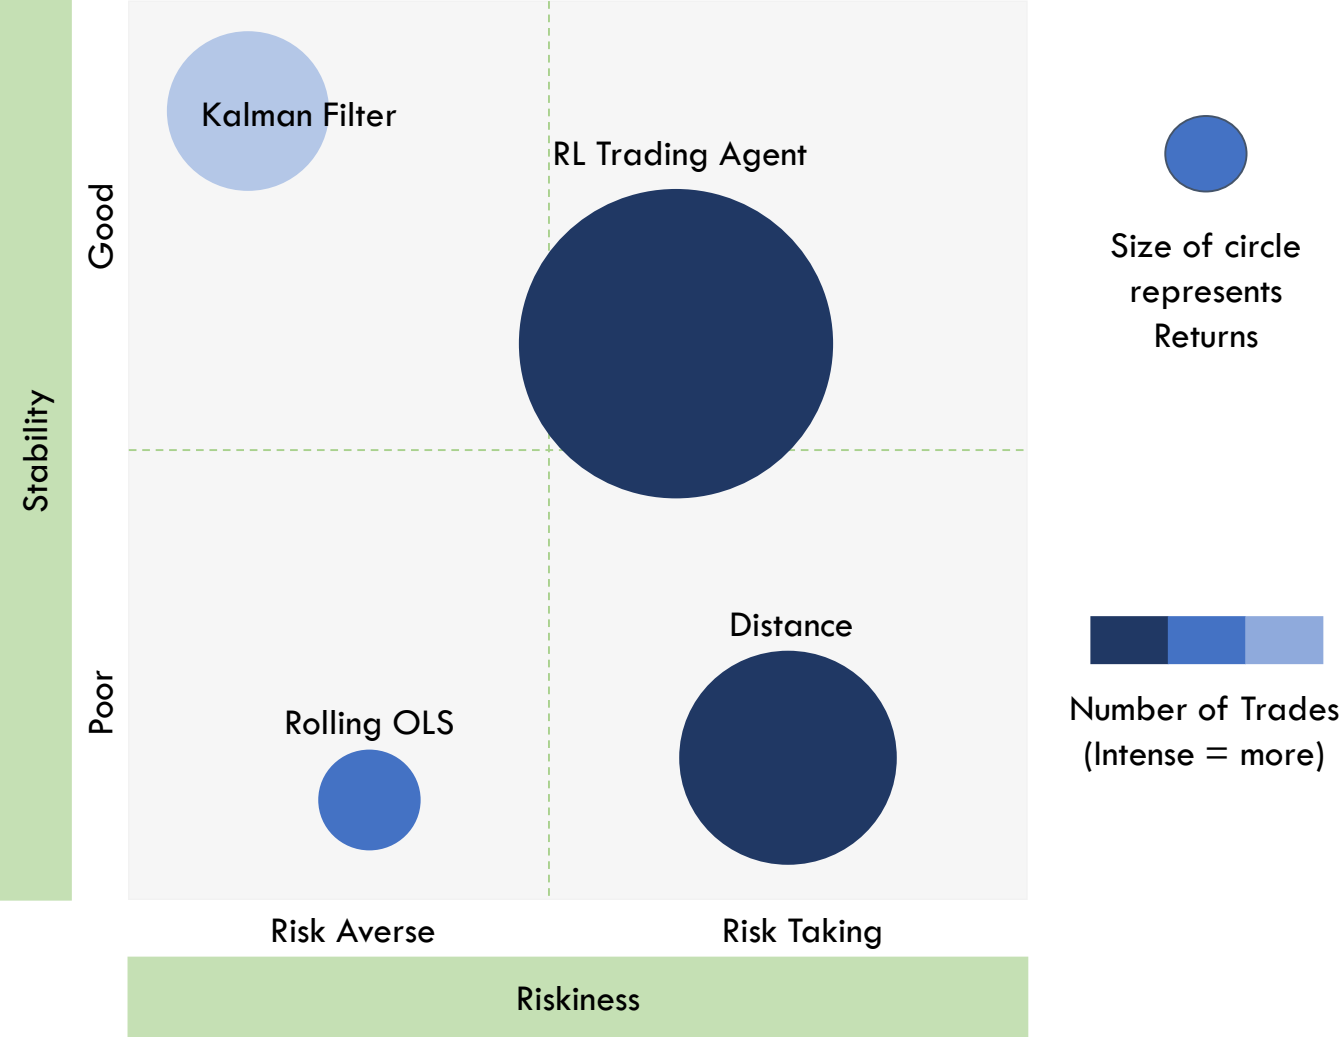 Kalman Filter
RL Trading Agent
Good
Size of circle
represents
Returns
Stability
Distance
Poor
Rolling OLS
Number of Trades
(Intense = more)
Risk Averse
Risk Taking
Riskiness